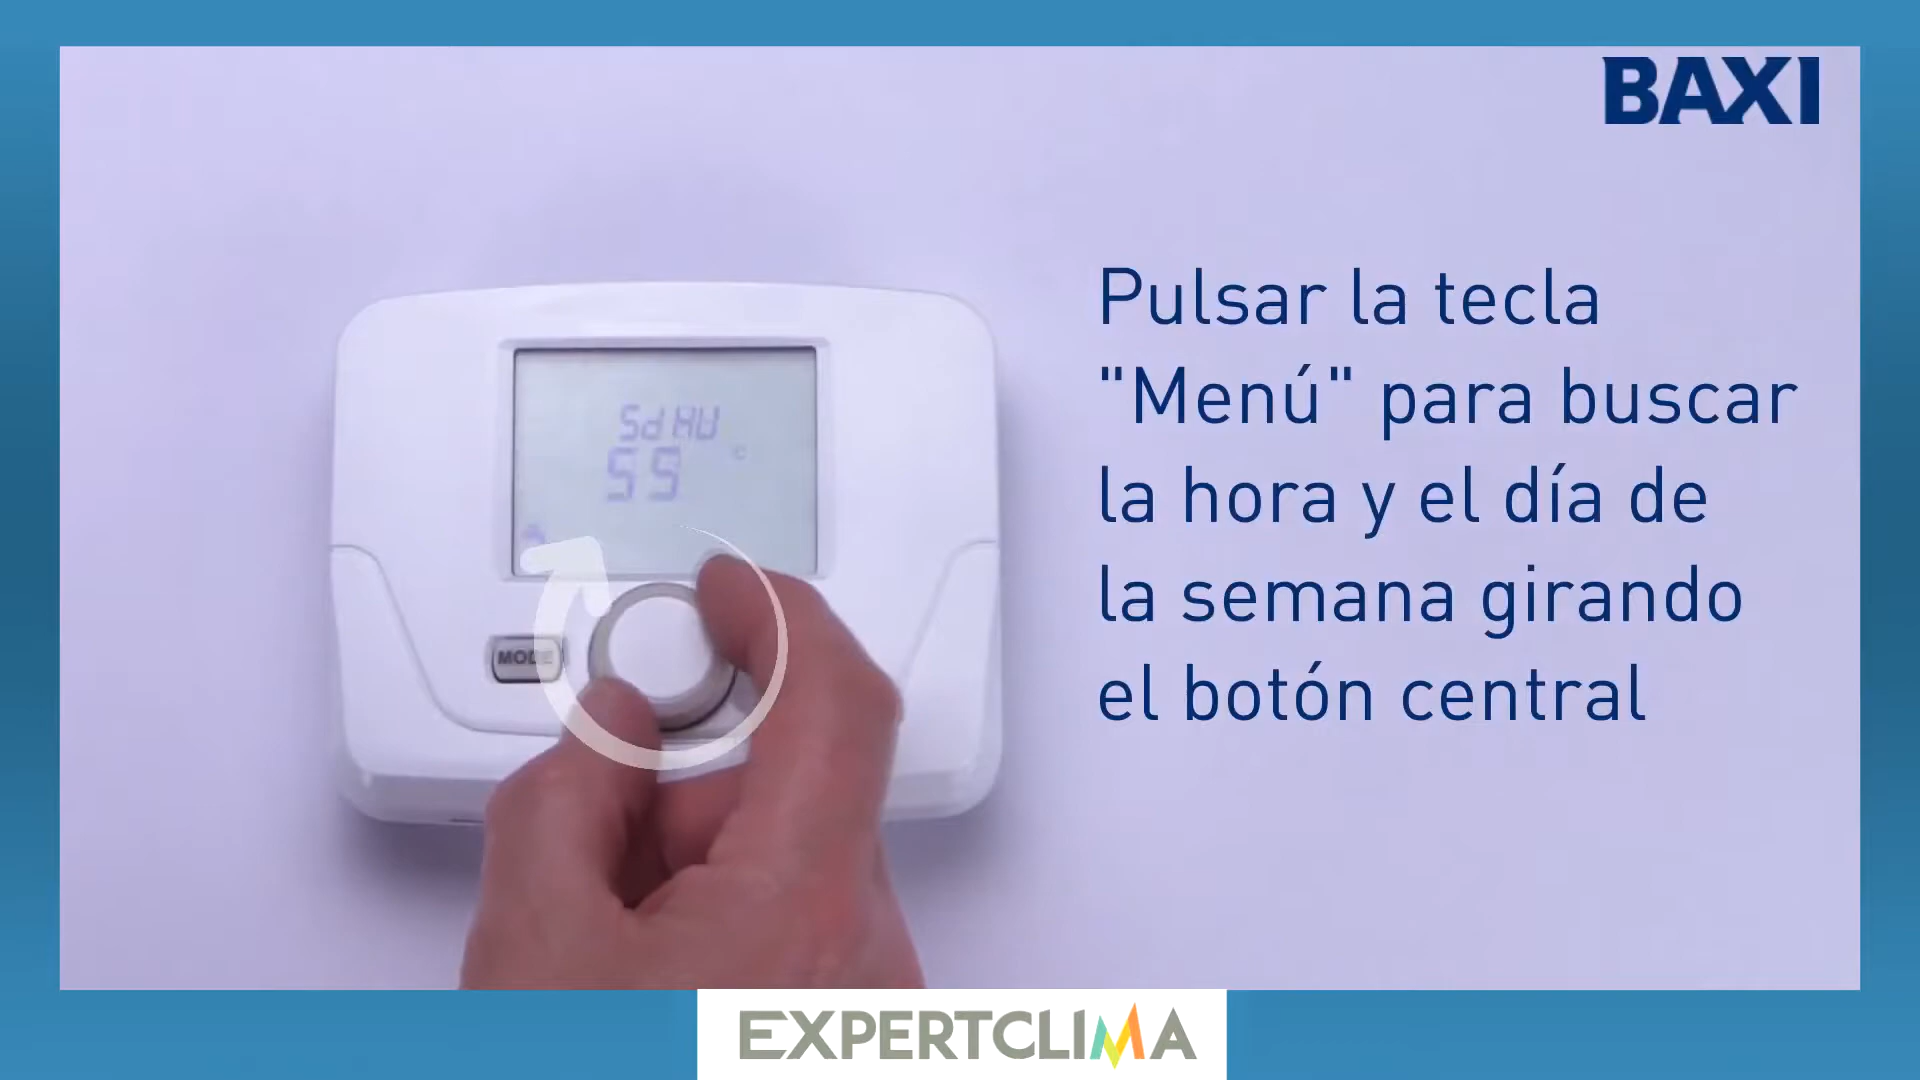 BAXI
Pulsar la tecla
"Menú" para buscar
la hora y el día de
la semana girando
el botón central
55 °C
MODE
EXPERTCLIMA